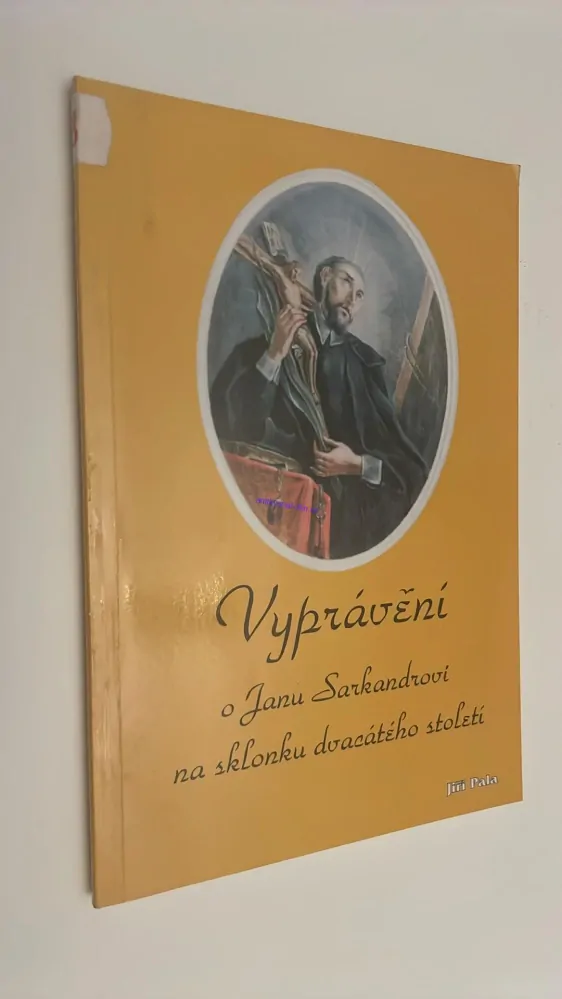 Vyprávění
o Janu Sarkandrovi
na sklonku dvacátého století
Jiří Pala